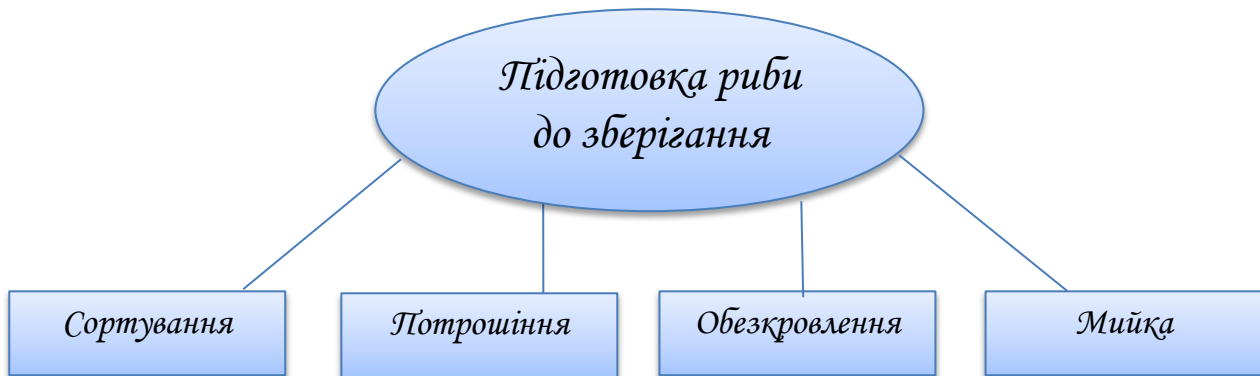 Підготовка риби
до зберігання
Сортування
Потрошіння
Обезкровлення
Мийка